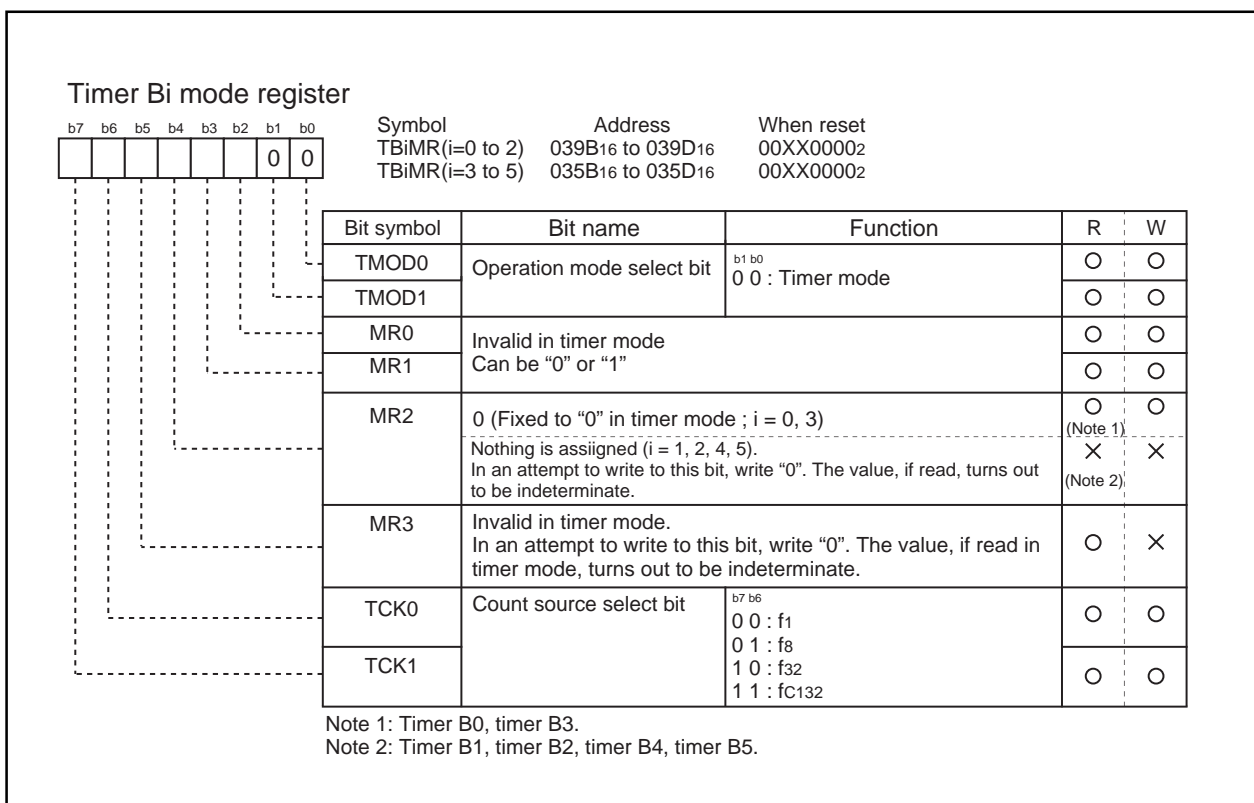 Timer Bi mode register
b7 b6 b5 b4 b3 b2 b1 b0
0 0
Symbol Address When reset
TBiMR(i=0 to 2) 039B16 to 039D16 00XX00002
TBiMR(i=3 to 5) 035B16 to 035D16 00XX00002
Bit symbol Bit name Function R W
TMOD0 Operation mode select bit b1 b0
0 0 : Timer mode
TMOD1
MR0 Invalid in timer mode
MR1 Can be “0” or “1”
MR2 0 (Fixed to “0” in timer mode ; i = 0, 3) (Note 1)
Nothing is assiigned (i = 1, 2, 4, 5).
In an attempt to write to this bit, write “0”. The value, if read, turns out
to be indeterminate. (Note 2)
MR3 Invalid in timer mode.
In an attempt to write to this bit, write “0”. The value, if read in
timer mode, turns out to be indeterminate.
TCK0 Count source select bit b7 b6
0 0 : f1
0 1 : f8
TCK1 1 0 : f32
1 1 : fC132
Note 1: Timer B0, timer B3.
Note 2: Timer B1, timer B2, timer B4, timer B5.